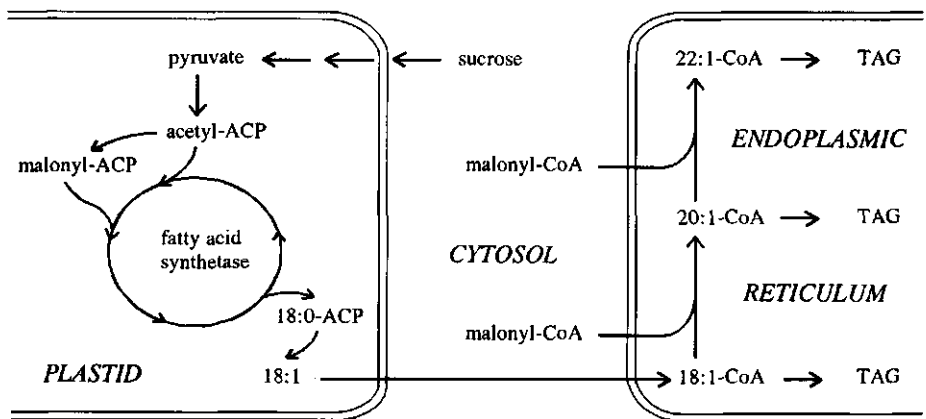 pyruvate
sucrose
acetyl-ACP
malonyl-ACP
fatty acid
synthetase
18:0-ACP
18:1
PLASTID
CYTOSOL
malonyl-CoA
malonyl-CoA
22:1-CoA
TAG
ENDOPLASMIC
20:1-CoA
TAG
RETICULUM
18:1-CoA
TAG